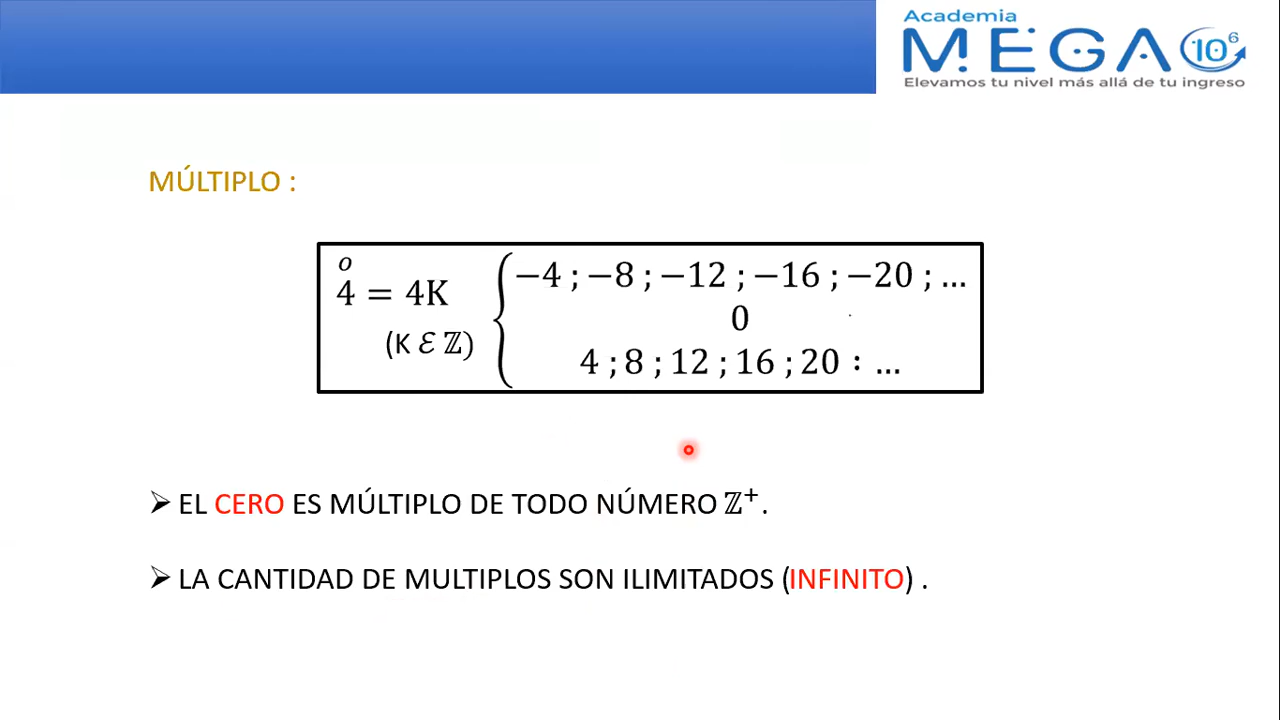 Academia
MEGA 10⁶
Elevamos tu nivel más allá de tu ingreso
MÚLTIPLO :
o
4 = 4K
(K ℰ ℤ)
−4 ; −8 ; −12 ; −16 ; −20 ; …
0
4 ; 8 ; 12 ; 16 ; 20 : …
➢ EL CERO ES MÚLTIPLO DE TODO NÚMERO ℤ⁺.
➢ LA CANTIDAD DE MULTIPLOS SON ILIMITADOS (INFINITO) .